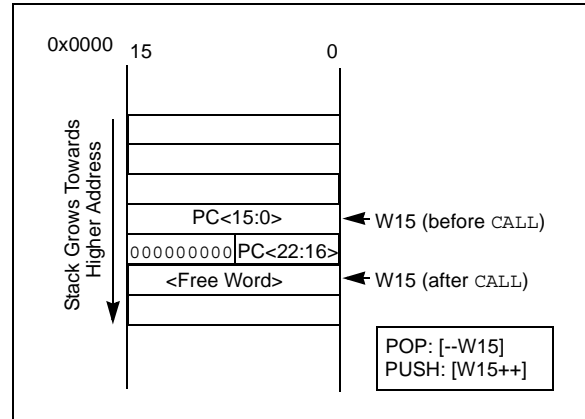 0x0000
15 0
Stack Grows Towards
Higher Address
PC<15:0>
W15 (before CALL)
000000000 PC<22:16>
<Free Word>
W15 (after CALL)
POP: [--W15]
PUSH: [W15++]